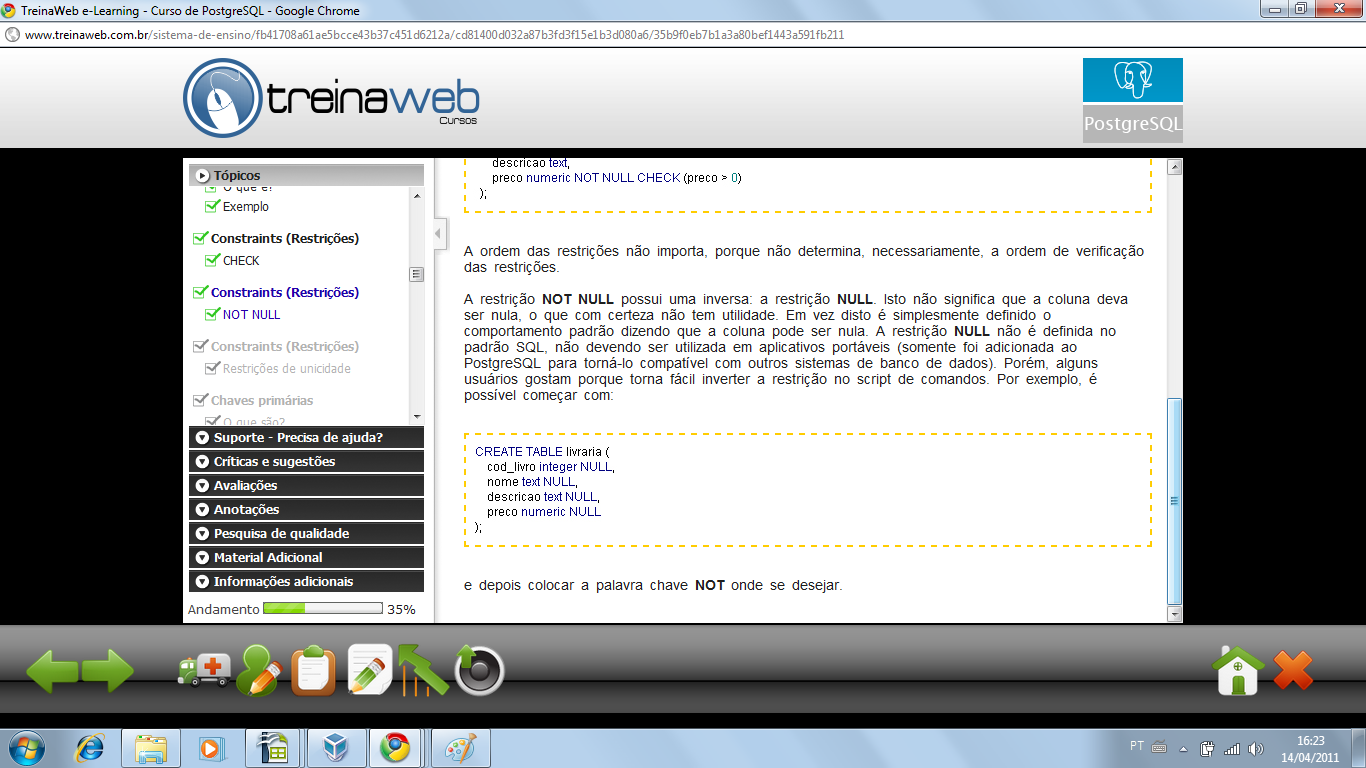 TreinaWeb e-Learning - Curso de PostgreSQL - Google Chrome
www.treinaweb.com.br/sistema-de-ensino/fb41708a61ae5bcce43b37c451d6212a/cd81400d032a87b3fd3f15e1b3d080a6/35b9f0eb7b1a3a80bef1443a591fb211
treinaweb
Cursos
PostgreSQL
Tópicos
O que é?
Exemplo
Constraints (Restrições)
CHECK
Constraints (Restrições)
NOT NULL
Constraints (Restrições)
Restrições de unicidade
Chaves primárias
O que são?
Suporte - Precisa de ajuda?
Críticas e sugestões
Avaliações
Anotações
Pesquisa de qualidade
Material Adicional
Informações adicionais
Andamento 35%
descricao text,
preco numeric NOT NULL CHECK (preco > 0)
);
A ordem das restrições não importa, porque não determina, necessariamente, a ordem de verificação
das restrições.
A restrição NOT NULL possui uma inversa: a restrição NULL. Isto não significa que a coluna deva
ser nula, o que com certeza não tem utilidade. Em vez disto é simplesmente definido o
comportamento padrão dizendo que a coluna pode ser nula. A restrição NULL não é definida no
padrão SQL, não devendo ser utilizada em aplicativos portáveis (somente foi adicionada ao
PostgreSQL para torná-lo compatível com outros sistemas de banco de dados). Porém, alguns
usuários gostam porque torna fácil inverter a restrição no script de comandos. Por exemplo, é
possível começar com:
CREATE TABLE livraria (
cod_livro integer NULL,
nome text NULL,
descricao text NULL,
preco numeric NULL
);
e depois colocar a palavra chave NOT onde se desejar.
PT
16:23
14/04/2011